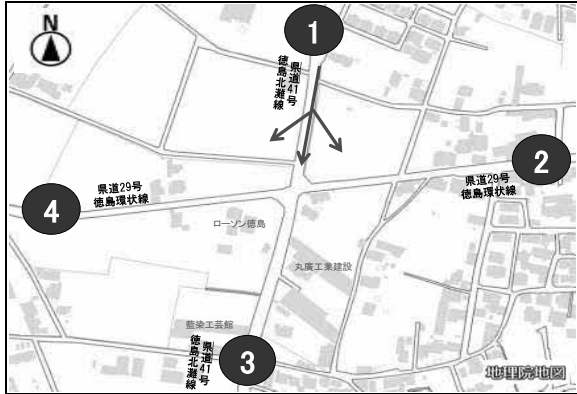 N
1
県道41号
徳島北灘線
2
県道29号
徳島環状線
県道29号
徳島環状線
4
ローソン徳島
丸廣工業建設
藍染工芸館
県道41号
徳島北灘線
3
地理院地図